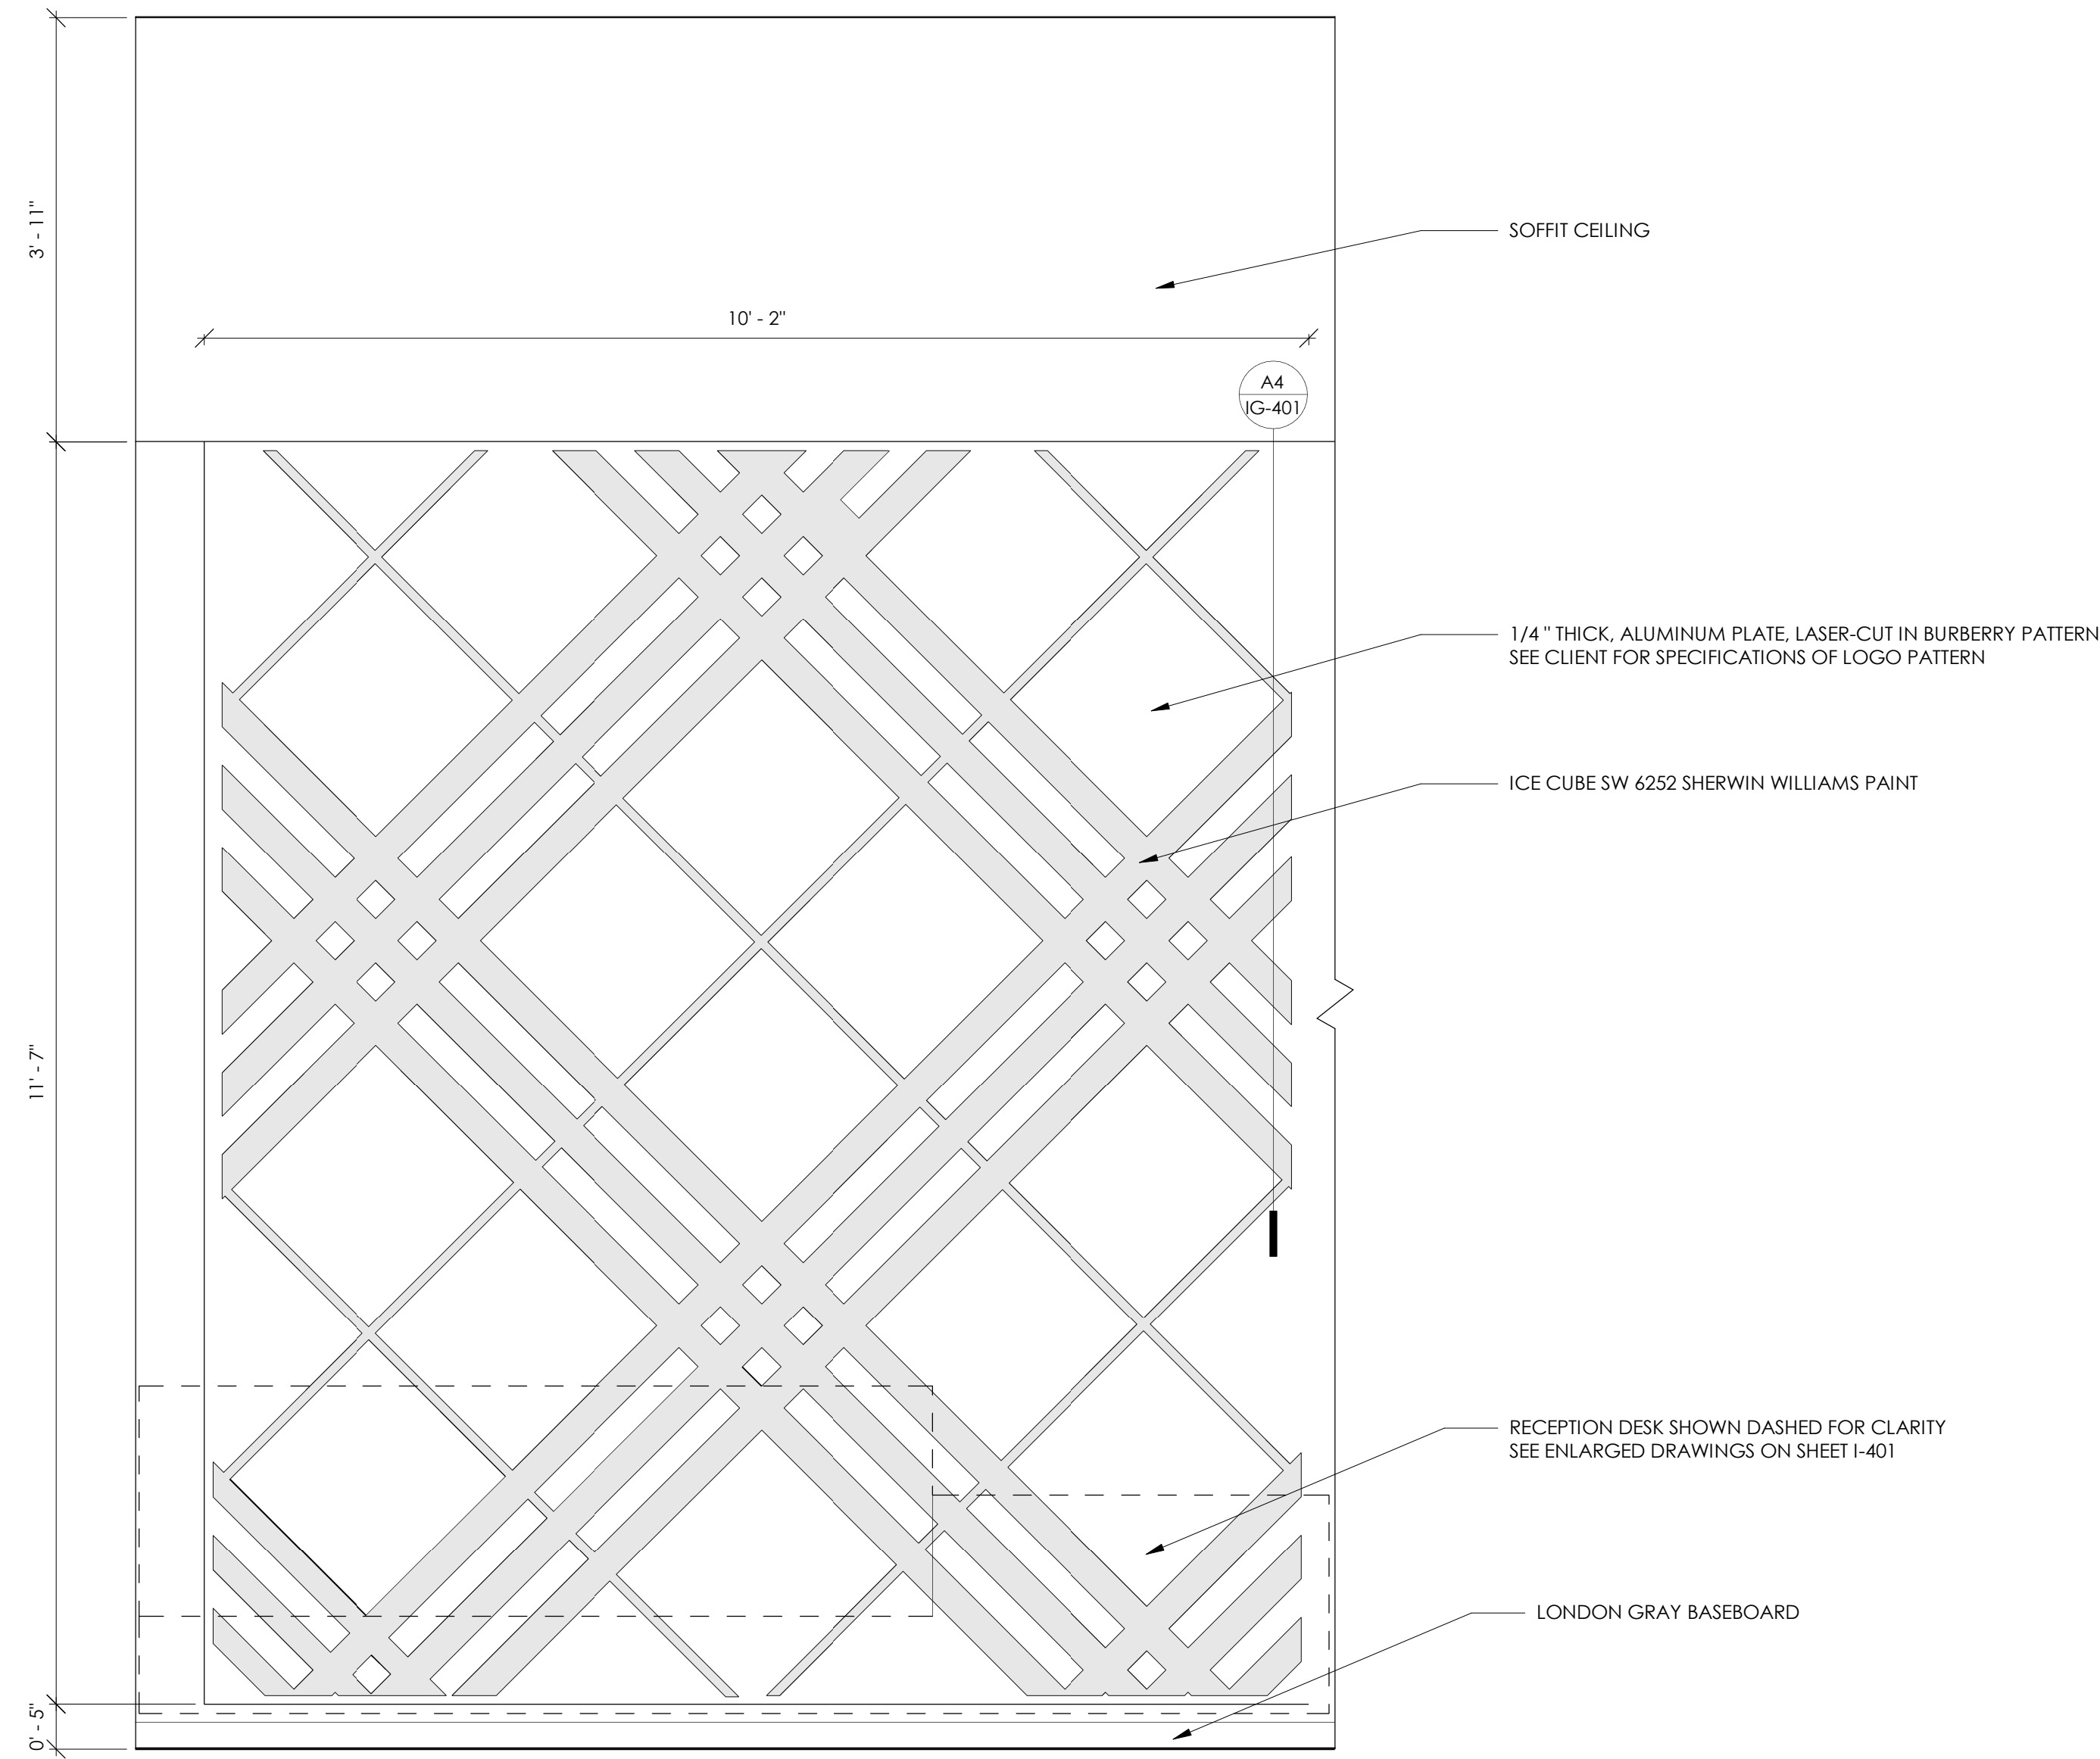 3' - 11"
SOFFIT CEILING
10' - 2"
A4
IG-401
1/4 " THICK, ALUMINUM PLATE, LASER-CUT IN BURBERRY PATTERN
SEE CLIENT FOR SPECIFICATIONS OF LOGO PATTERN
ICE CUBE SW 6252 SHERWIN WILLIAMS PAINT
11' - 7"
RECEPTION DESK SHOWN DASHED FOR CLARITY
SEE ENLARGED DRAWINGS ON SHEET I-401
LONDON GRAY BASEBOARD
0' - 5"